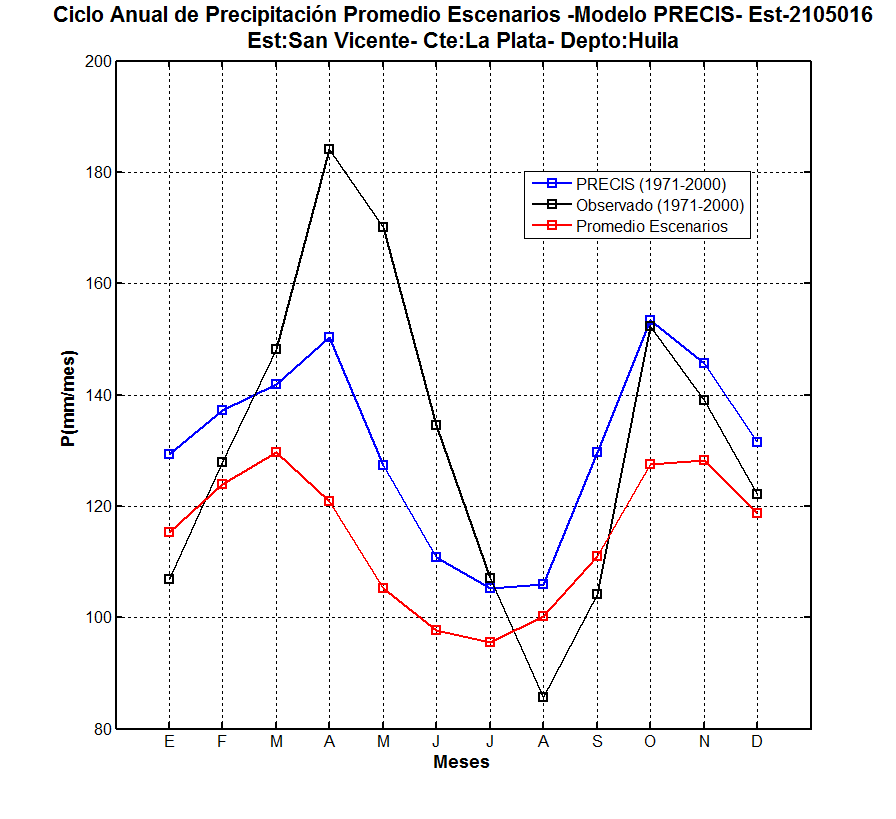 Ciclo Anual de Precipitación Promedio Escenarios -Modelo PRECIS- Est-2105016
Est:San Vicente- Cte:La Plata- Depto:Huila
200
180
160
140
120
100
80
P(mm/mes)
PRECIS (1971-2000)
Observado (1971-2000)
Promedio Escenarios
E F M A M J J A S O N D
Meses